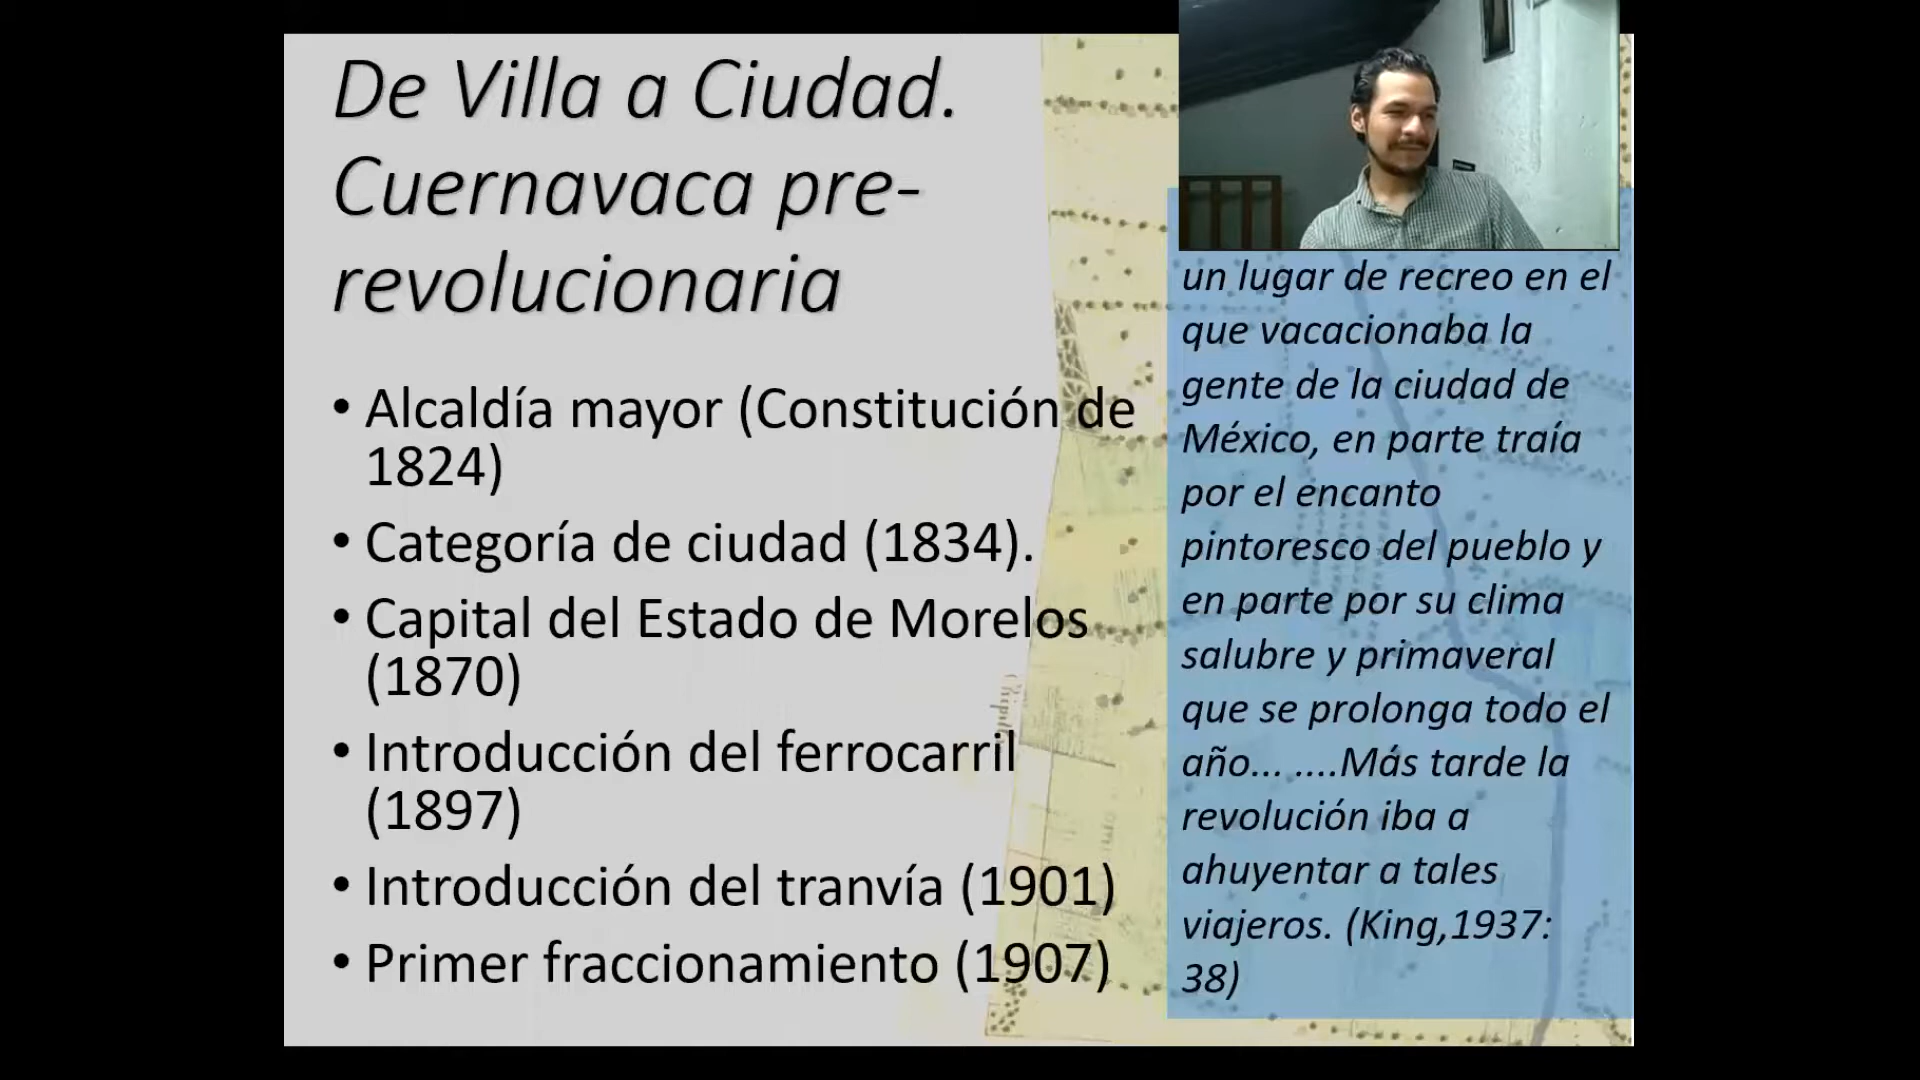 De Villa a Ciudad.
Cuernavaca pre-
revolucionaria
• Alcaldía mayor (Constitución de
1824)
• Categoría de ciudad (1834).
• Capital del Estado de Morelos
(1870)
• Introducción del ferrocarril
(1897)
• Introducción del tranvía (1901)
• Primer fraccionamiento (1907)
un lugar de recreo en el
que vacacionaba la
gente de la ciudad de
México, en parte traía
por el encanto
pintoresco del pueblo y
en parte por su clima
salubre y primaveral
que se prolonga todo el
año... ....Más tarde la
revolución iba a
ahuyentar a tales
viajeros. (King,1937:
38)